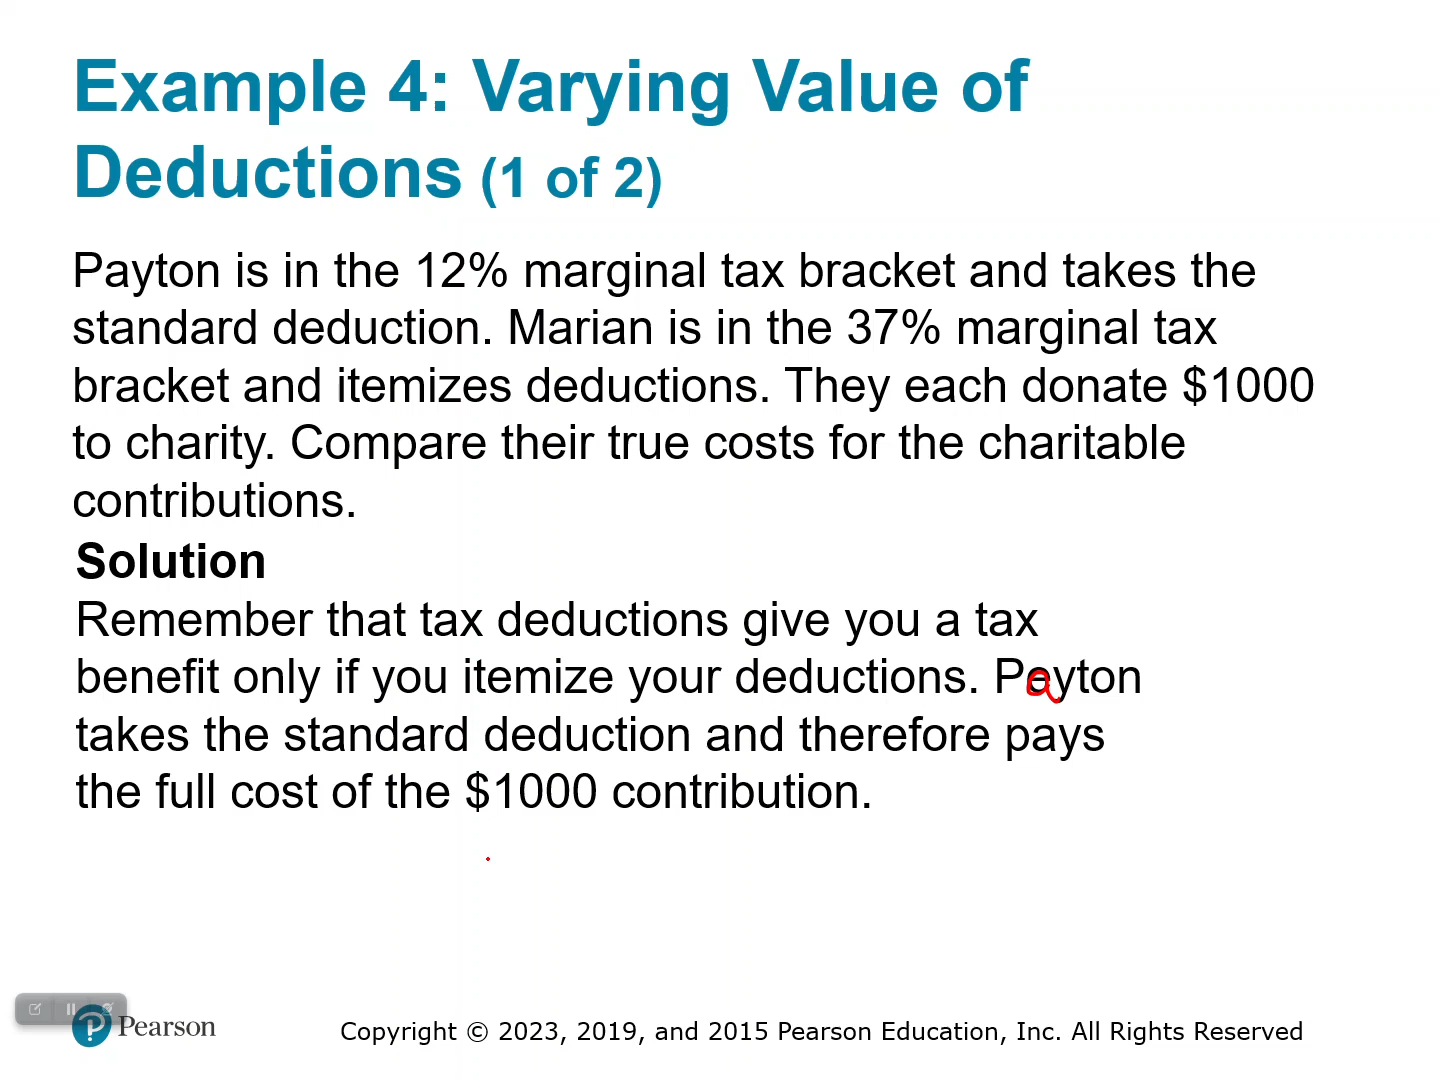 Example 4: Varying Value of
Deductions (1 of 2)
Payton is in the 12% marginal tax bracket and takes the
standard deduction. Marian is in the 37% marginal tax
bracket and itemizes deductions. They each donate $1000
to charity. Compare their true costs for the charitable
contributions.
Solution
Remember that tax deductions give you a tax
benefit only if you itemize your deductions. Payton
takes the standard deduction and therefore pays
the full cost of the $1000 contribution.
Pearson
Copyright © 2023, 2019, and 2015 Pearson Education, Inc. All Rights Reserved